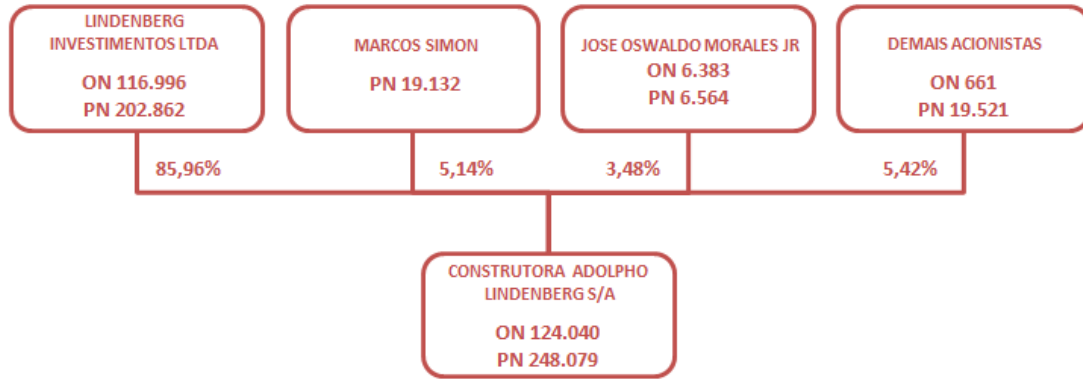 LINDENBERG
INVESTIMENTOS LTDA
ON 116.996
PN 202.862
MARCOS SIMON
PN 19.132
JOSE OSWALDO MORALES JR
ON 6.383
PN 6.564
DEMAIS ACIONISTAS
ON 661
PN 19.521
85,96%
5,14%
3,48%
5,42%
CONSTRUTORA ADOLPHO
LINDENBERG S/A
ON 124.040
PN 248.079